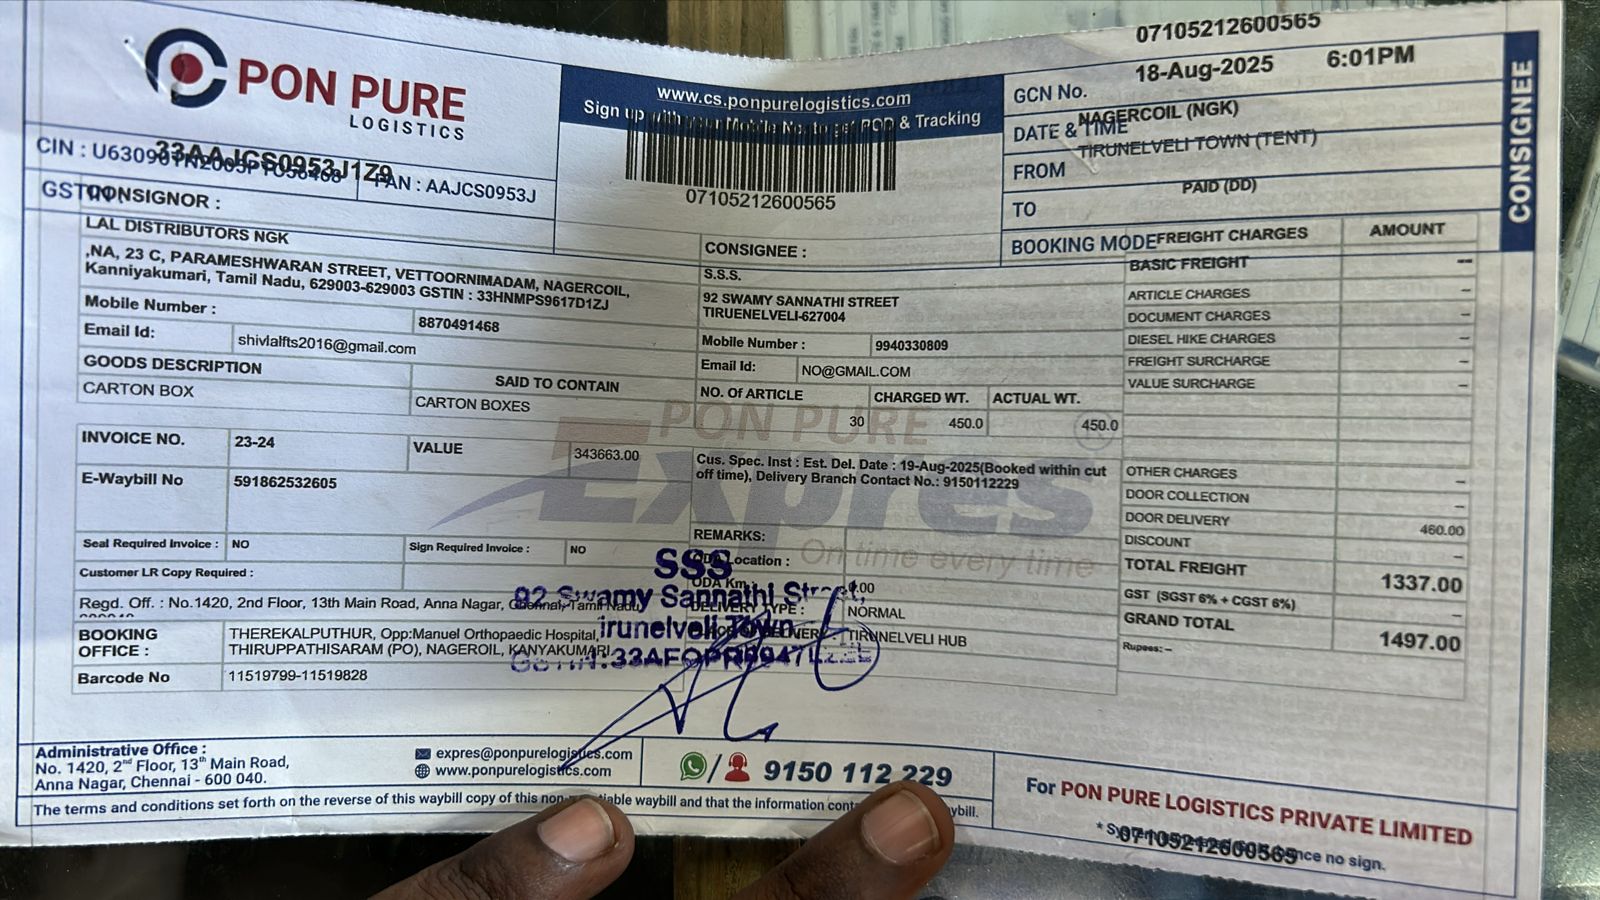 PON PURE
LOGISTICS
CIN : PAN : AAJCS0953J
33AAJCS0953J1Z9
www.cs.ponpurelogistics.com
Sign up with your Mobile No. to get POD & Tracking
07105212600565
07105212600565
GCN No.
18-Aug-2025 6:01PM
DATE & TIME
NAGERCOIL (NGK)
FROM
TIRUNELVELI TOWN (TENT)
TO
PAID (DD)
BOOKING MODE
CONSIGNEE
CONSIGNOR :
LAL DISTRIBUTORS NGK
,NA, 23 C, PARAMESHWARAN STREET, VETTOORNIMADAM, NAGERCOIL,
Kanniyakumari, Tamil Nadu, 629003-629003 GSTIN : 33HNMPS9617D1ZJ
Mobile Number : 8870491468
Email Id: shivlalfts2016@gmail.com
GOODS DESCRIPTION SAID TO CONTAIN
CARTON BOX CARTON BOXES
INVOICE NO. 23-24 VALUE 343663.00
E-Waybill No 591862532605
Seal Required Invoice : NO Sign Required Invoice : NO
Customer LR Copy Required :
Regd. Off. : No.1420, 2nd Floor, 13th Main Road, Anna Nagar, Chennai, Tamil Nadu
BOOKING OFFICE : THEREKALPUTHUR, Opp:Manuel Orthopaedic Hospital,
THIRUPPATHISARAM (PO), NAGEROIL, KANYAKUMARI
Barcode No 11519799-11519828
CONSIGNEE :
S.S.S.
92 SWAMY SANNATHI STREET
TIRUENELVELI-627004
Mobile Number : 9940330809
Email Id: NO@GMAIL.COM
NO. Of ARTICLE CHARGED WT. ACTUAL WT.
30 450.0 450.0
Cus. Spec. Inst : Est. Del. Date : 19-Aug-2025(Booked within cut
off time), Delivery Branch Contact No.: 9150112229
REMARKS:
ODA Location :
ODA Km.:
DELIVERY TYPE : NORMAL
TIRUNELVELI HUB
PON PURE
Expres
On time every time
SSS
92 Swamy Sannathi Street,
Tirunelveli Town
FREIGHT CHARGES AMOUNT
BASIC FREIGHT --
ARTICLE CHARGES --
DOCUMENT CHARGES --
DIESEL HIKE CHARGES --
FREIGHT SURCHARGE --
VALUE SURCHARGE --
OTHER CHARGES --
DOOR COLLECTION --
DOOR DELIVERY 460.00
DISCOUNT --
TOTAL FREIGHT 1337.00
GST (SGST 6% + CGST 6%) --
GRAND TOTAL 1497.00
Rupees: --
Administrative Office :
No. 1420, 2nd Floor, 13th Main Road,
Anna Nagar, Chennai - 600 040.
expres@ponpurelogistics.com
www.ponpurelogistics.com
9150 112 229
The terms and conditions set forth on the reverse of this waybill copy of this waybill and that the information
For PON PURE LOGISTICS PRIVATE LIMITED
07105212600565
no sign.